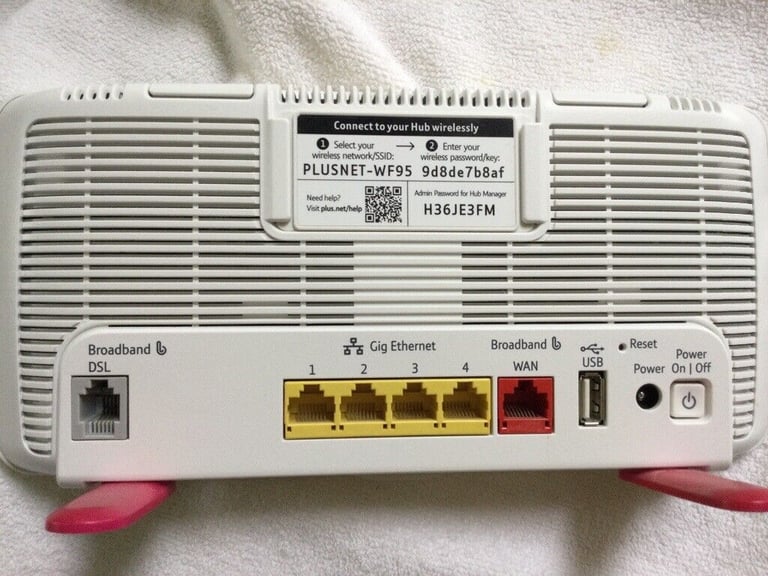 Connect to your Hub wirelessly
1 Select your wireless network/SSID:
→ 2 Enter your wireless password/key:
PLUSNET-WF95 9d8de7b8af
Need help?
Visit plus.net/help
Admin Password for Hub Manager
H36JE3FM
Broadband
DSL
Gig Ethernet
1 2 3 4
Broadband
WAN
USB
Reset
Power
Power
On | Off